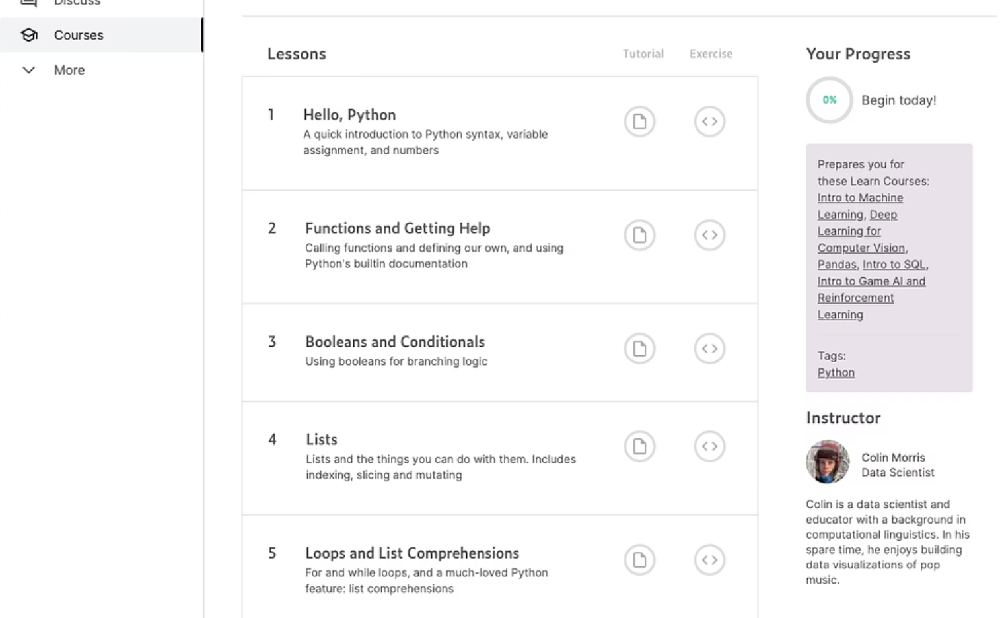 Discuss
Courses
More
Lessons
Tutorial
Exercise
1
Hello, Python
A quick introduction to Python syntax, variable
assignment, and numbers
2
Functions and Getting Help
Calling functions and defining our own, and using
Python's builtin documentation
3
Booleans and Conditionals
Using booleans for branching logic
4
Lists
Lists and the things you can do with them. Includes
indexing, slicing and mutating
5
Loops and List Comprehensions
For and while loops, and a much-loved Python
feature: list comprehensions
Your Progress
0%
Begin today!
Prepares you for
these Learn Courses:
Intro to Machine
Learning, Deep
Learning for
Computer Vision,
Pandas, Intro to SQL,
Intro to Game AI and
Reinforcement
Learning
Tags:
Python
Instructor
Colin Morris
Data Scientist
Colin is a data scientist and
educator with a background in
computational linguistics. In his
spare time, he enjoys building
data visualizations of pop
music.